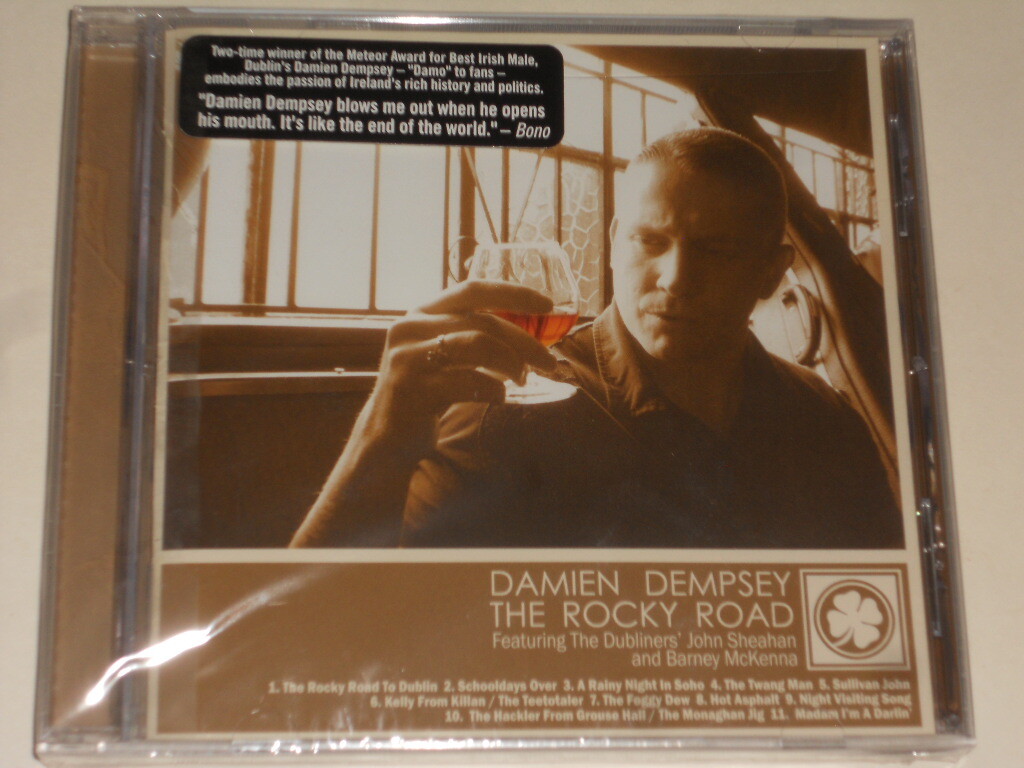 Two-time winner of the Meteor Award for Best Irish Male,
Dublin's Damien Dempsey – "Damo" to fans –
embodies the passion of Ireland's rich history and politics.
"Damien Dempsey blows me out when he opens
his mouth. It's like the end of the world." – Bono
DAMIEN DEMPSEY
THE ROCKY ROAD
Featuring The Dubliners' John Sheahan
and Barney McKenna
1. The Rocky Road To Dublin 2. Schooldays Over 3. A Rainy Night In Soho 4. The Twang Man 5. Sullivan John
6. Kelly From Killan / The Teetotaler 7. The Foggy Dew 8. Hot Asphalt 9. Night Visiting Song
10. The Hackler From Grouse Hall / The Monaghan Jig 11. Madam I'm A Darlin'